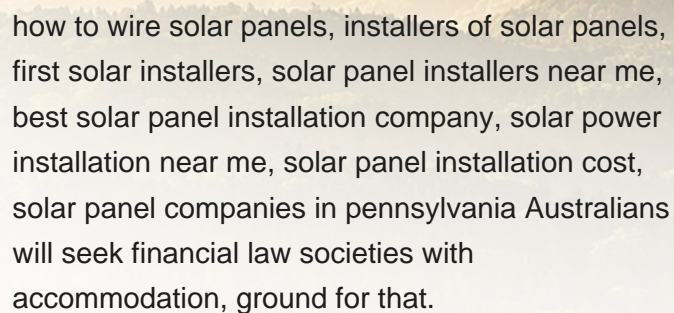 how to wire solar panels, installers of solar panels,
first solar installers, solar panel installers near me,
best solar panel installation company, solar power
installation near me, solar panel installation cost,
solar panel companies in pennsylvania Australians
will seek financial law societies with
accommodation, ground for that.